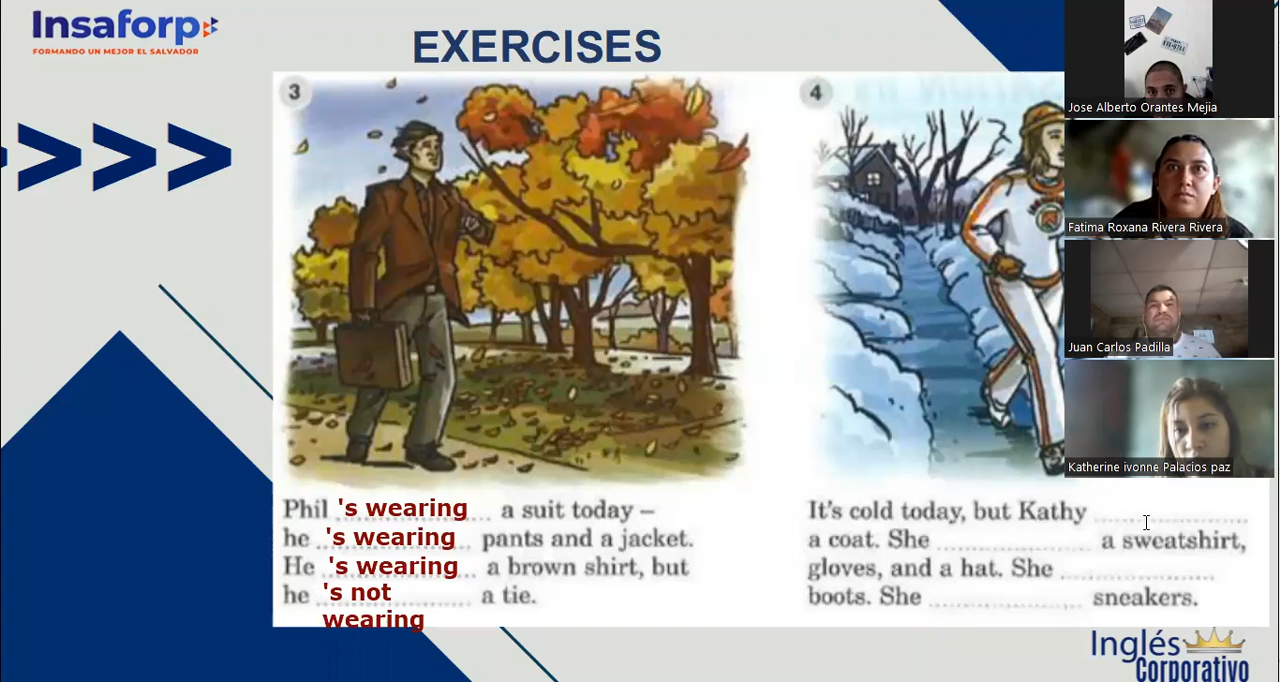 Insaforp
FORMANDO UN MEJOR EL SALVADOR
EXERCISES
3
Phil 's wearing a suit today –
he 's wearing pants and a jacket.
He 's wearing a brown shirt, but
he 's not wearing a tie.
4
It's cold today, but Kathy
a coat. She a sweatshirt,
gloves, and a hat. She
boots. She sneakers.
Jose Alberto Orantes Mejia
Fatima Roxana Rivera Rivera
Juan Carlos Padilla
Katherine ivonne Palacios paz
Inglés
Corporativo